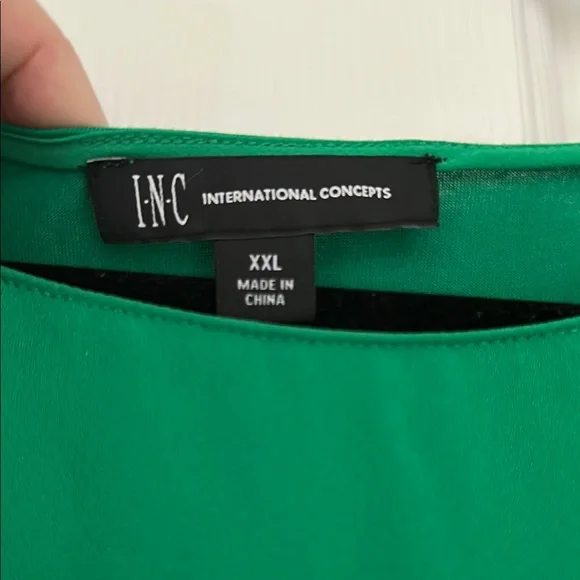 I·N·C INTERNATIONAL CONCEPTS
XXL
MADE IN
CHINA